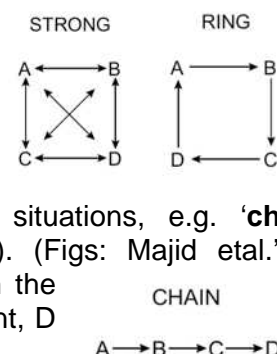 STRONG RING
A B A B
C D D C
situations, e.g. ‘ch
). (Figs: Majid etal.’
the
nt, D
CHAIN
A B C D